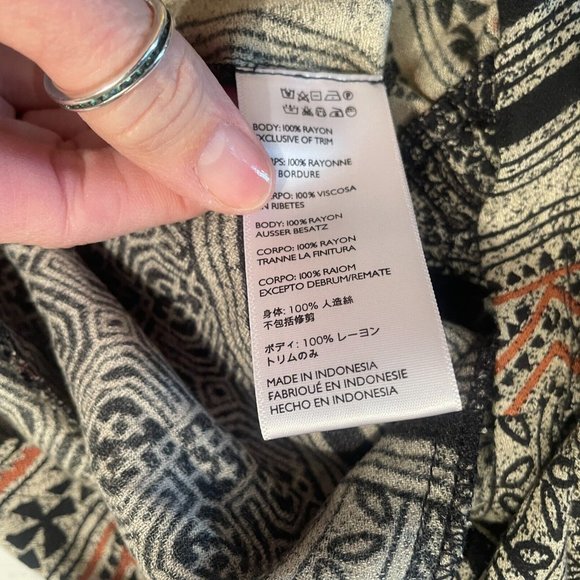 BODY: 100% RAYON
EXCLUSIVE OF TRIM
100% RAYONNE
BORDURE
100% VISCOSA
RIBETES
BODY: 100% RAYON
AUSSER BESATZ
CORPO: 100% RAYON
TRANNE LA FINITURA
CORPO: 100% RAIOM
EXCEPTO DEBRUM/REMATE
身体: 100% 人造絲
不包括修剪
ボディ: 100% レーヨン
トリムのみ
MADE IN INDONESIA
FABRIQUÉ EN INDONESIE
HECHO EN INDONESIA